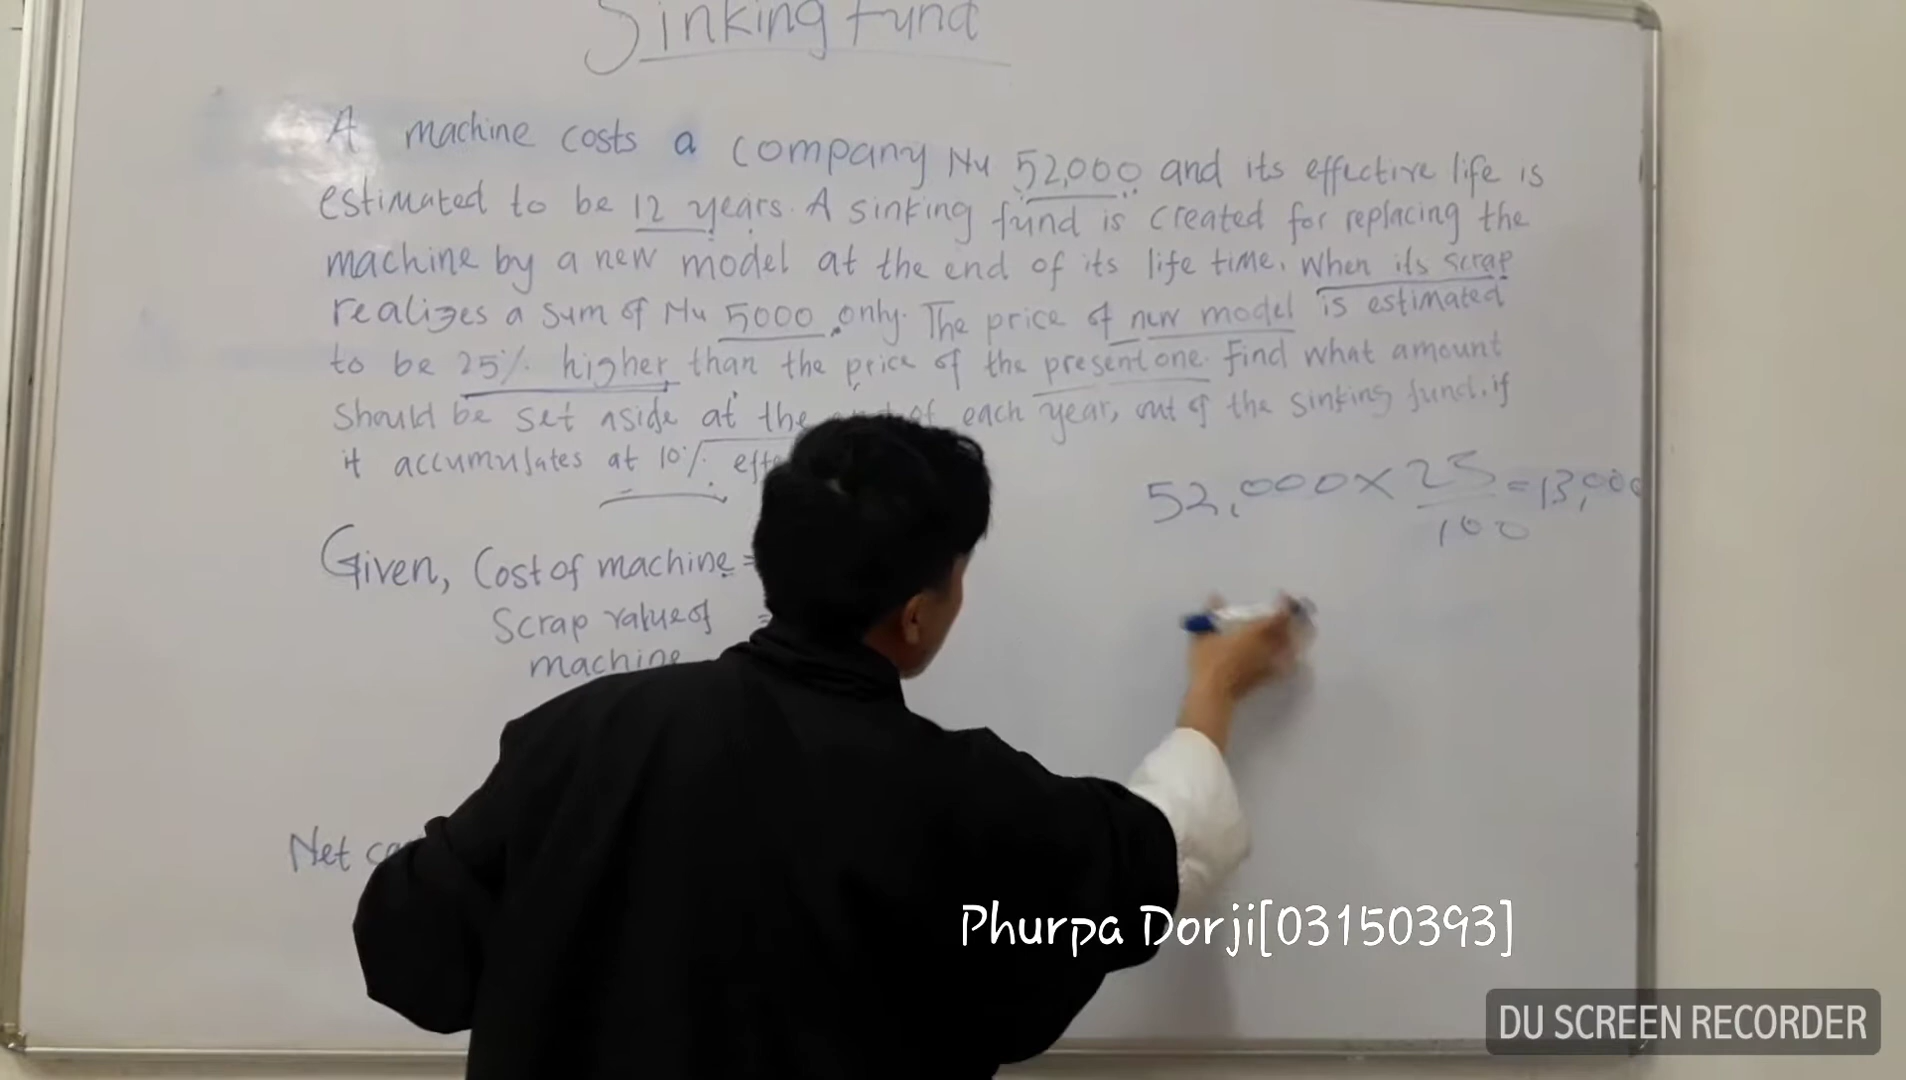 Sinking fund
A machine costs a company Nu 52,000 and its effective life is
estimated to be 12 years. A sinking fund is created for replacing the
machine by a new model at the end of its life time. When its scrap
realizes a sum of Nu 5000 only. The price of new model is estimated
to be 25% higher than the price of the present one. Find what amount
should be set aside at the end of each year, out of the sinking fund. if
it accumulates at 10%
52,000 × 25/100 = 13,000
Given, Cost of machine =
Scrap value of =
machine
Net
Phurpa Dorji[03150393]
DU SCREEN RECORDER